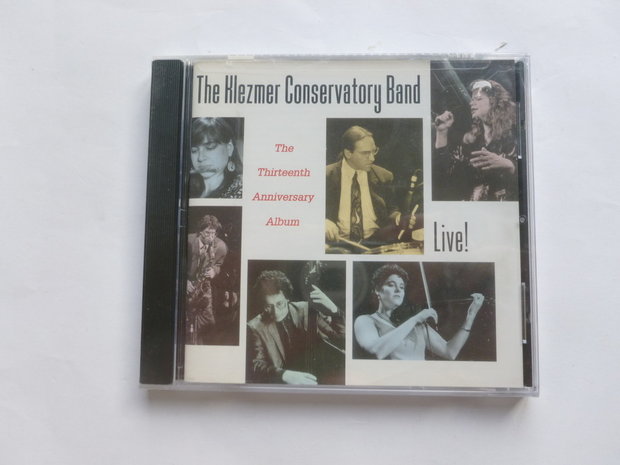 The Klezmer Conservatory Band
The
Thirteenth
Anniversary
Album
Live!